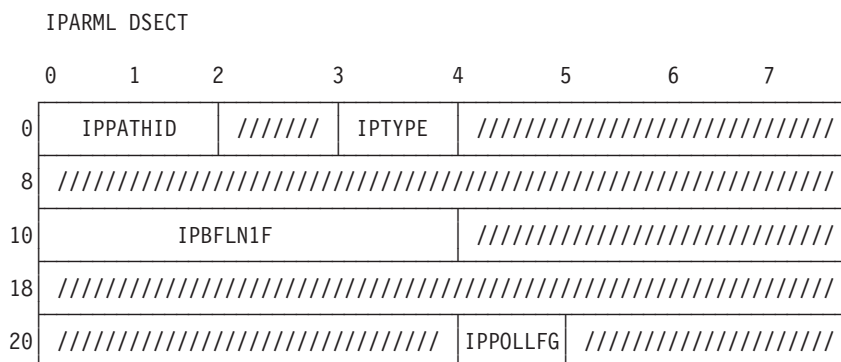 IPARML DSECT
0 1 2 3 4 5 6 7
0 IPPATHID /////// IPTYPE //////////////////////////////
8 /////////////////////////////////////////////////////////////////
10 IPBFLN1F //////////////////////////////
18 /////////////////////////////////////////////////////////////////
20 //////////////////////////////// IPPOLLFG /////////////////////